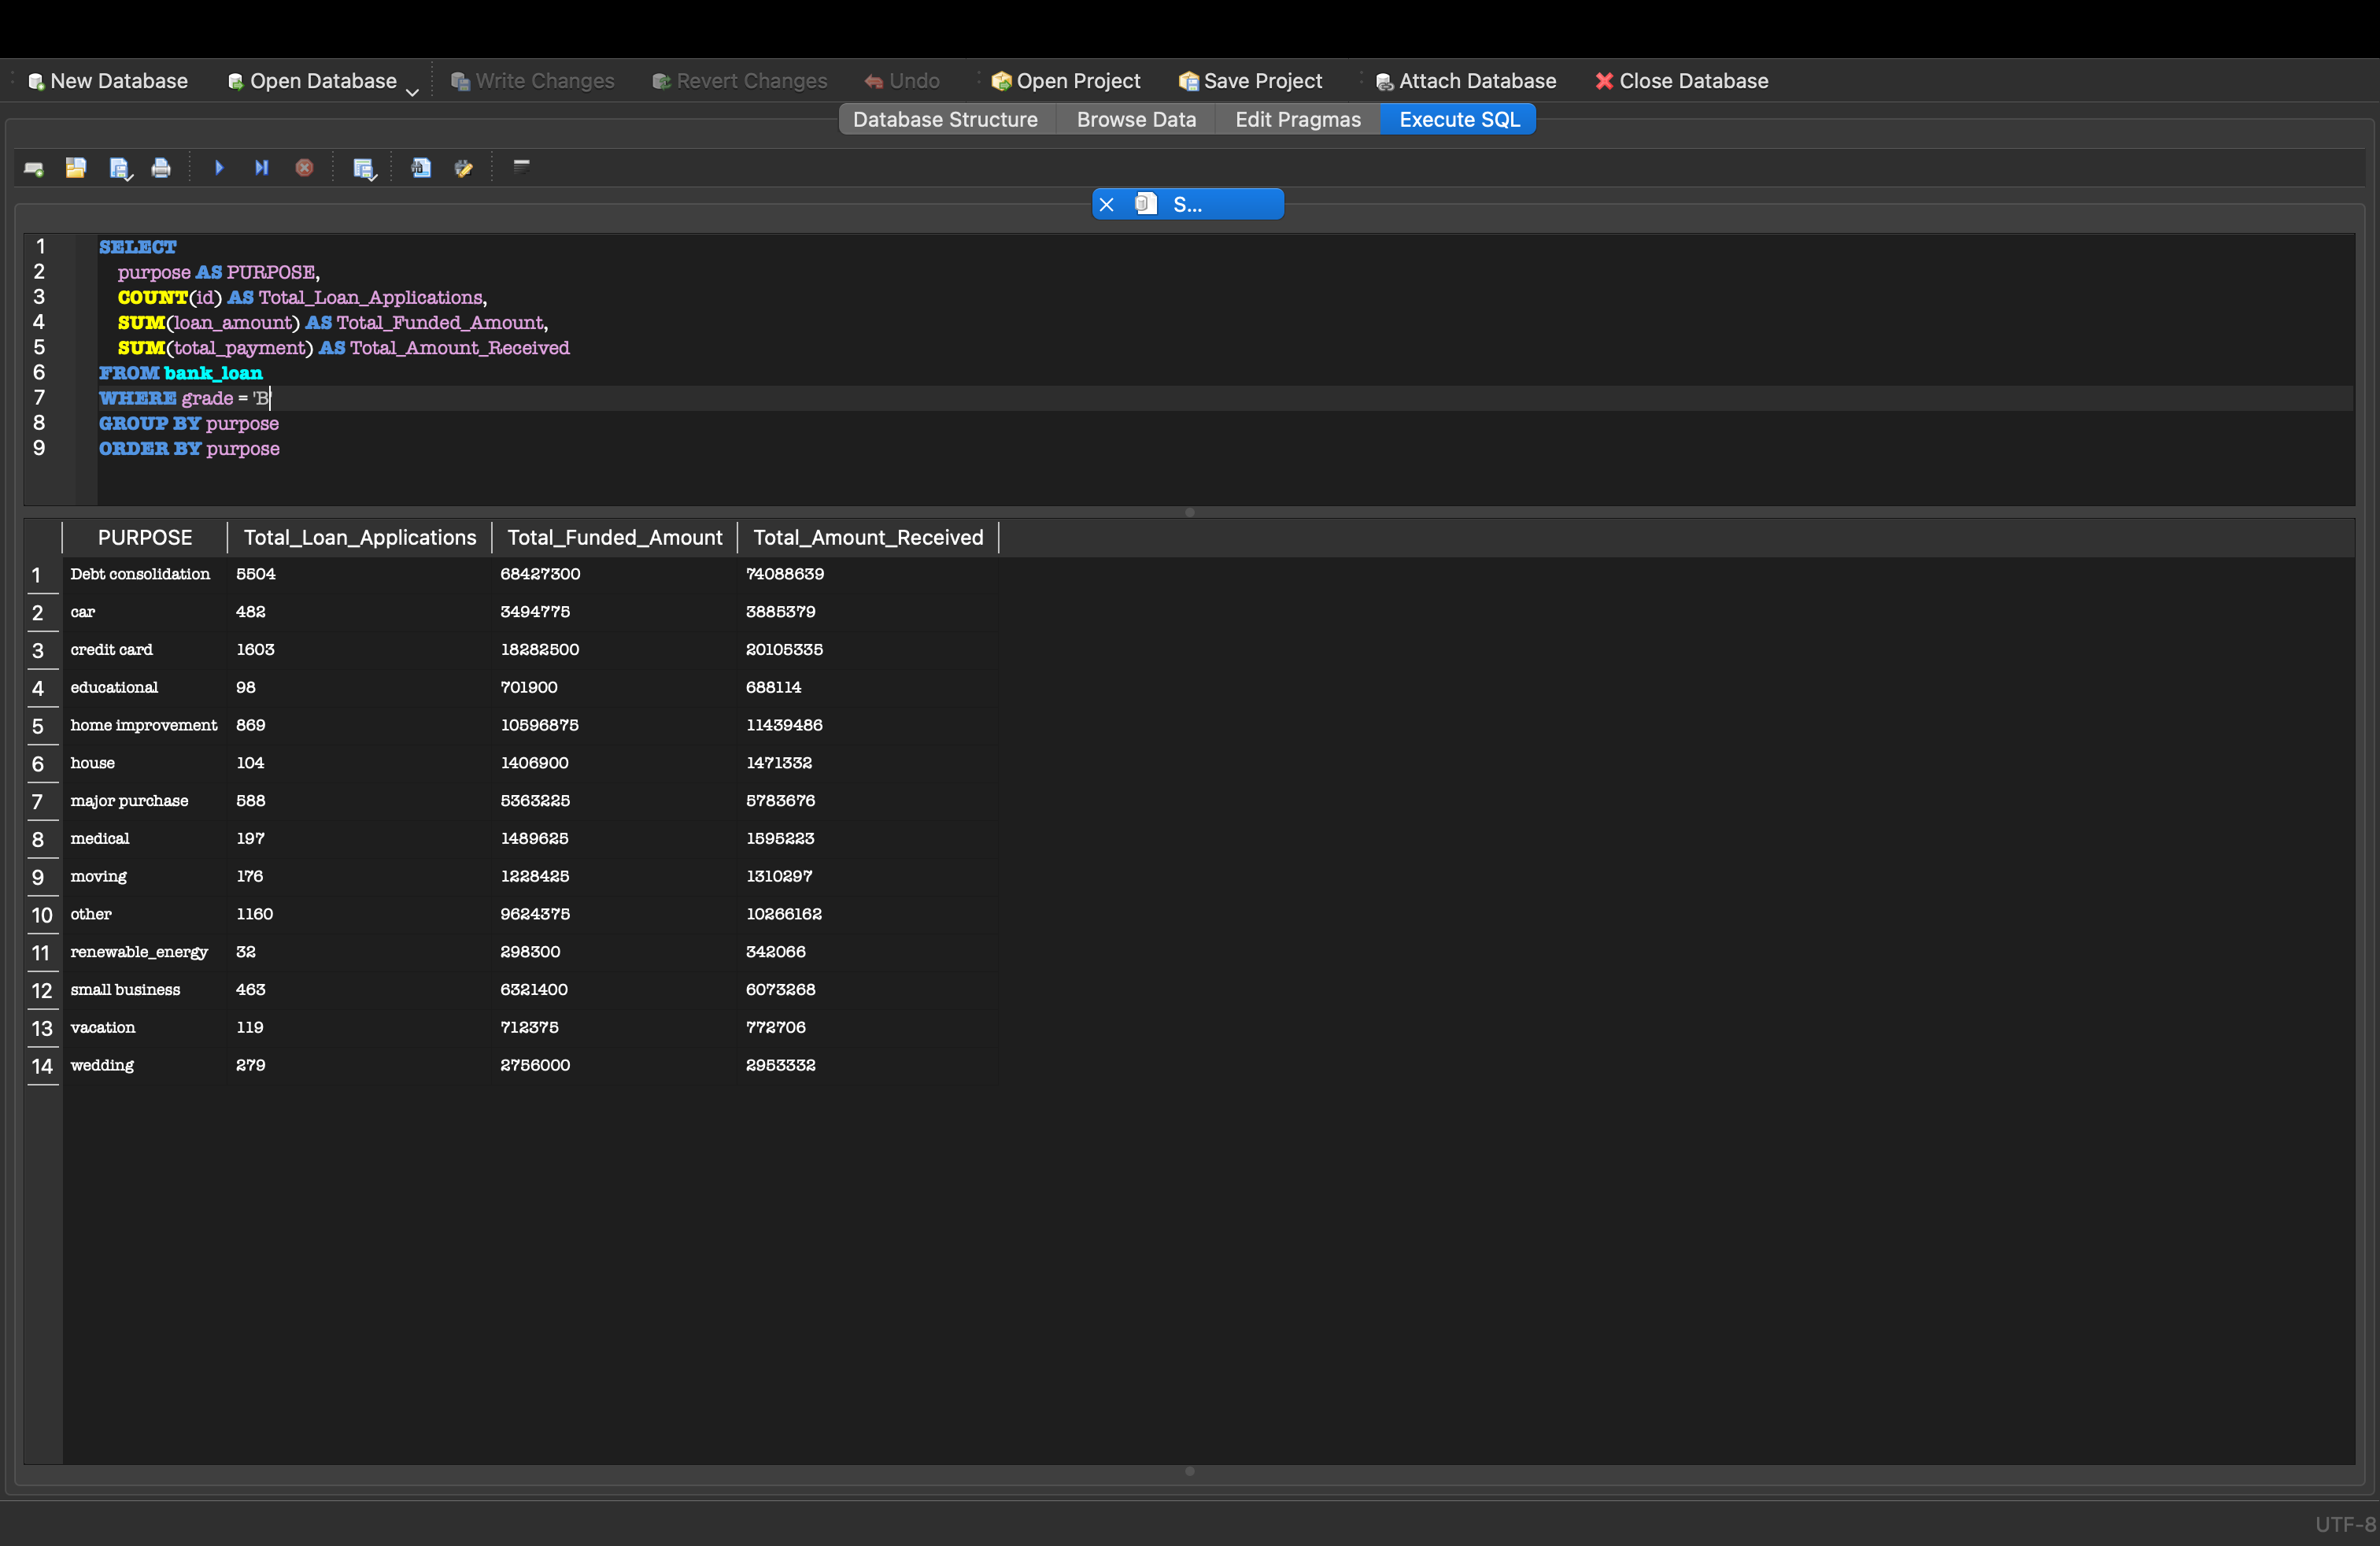 New Database Open Database Write Changes Revert Changes Undo Open Project Save Project Attach Database Close Database
Database Structure Browse Data Edit Pragmas Execute SQL
S...
1 SELECT
2 purpose AS PURPOSE,
3 COUNT(id) AS Total_Loan_Applications,
4 SUM(loan_amount) AS Total_Funded_Amount,
5 SUM(total_payment) AS Total_Amount_Received
6 FROM bank_loan
7 WHERE grade = 'B'
8 GROUP BY purpose
9 ORDER BY purpose
PURPOSE Total_Loan_Applications Total_Funded_Amount Total_Amount_Received
1 Debt consolidation 5504 68427300 74088639
2 car 482 3494775 3885379
3 credit card 1603 18282500 20105335
4 educational 98 701900 688114
5 home improvement 869 10596875 11439486
6 house 104 1406900 1471332
7 major purchase 588 5363225 5783676
8 medical 197 1489625 1595223
9 moving 176 1228425 1310297
10 other 1160 9624375 10266162
11 renewable_energy 32 298300 342066
12 small business 463 6321400 6073268
13 vacation 119 712375 772706
14 wedding 279 2756000 2953332
UTF-8